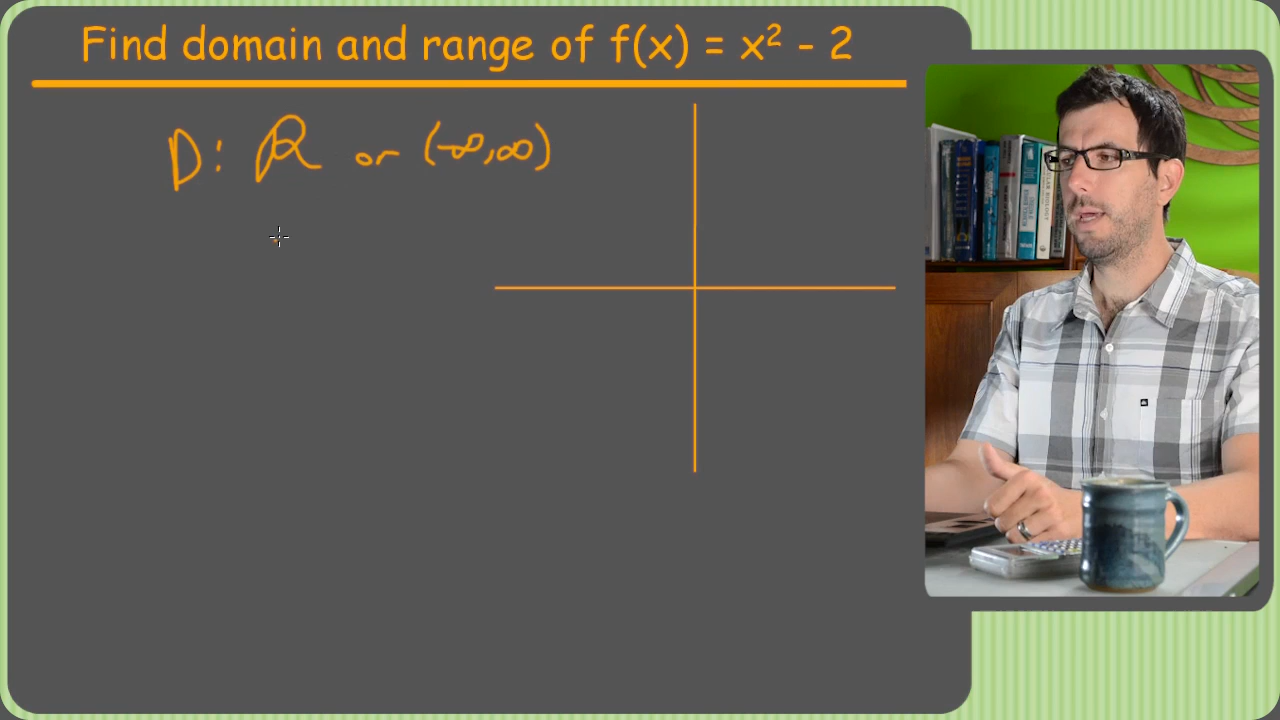 Find domain and range of f(x) = x² - 2
D: ℝ or (-∞,∞)